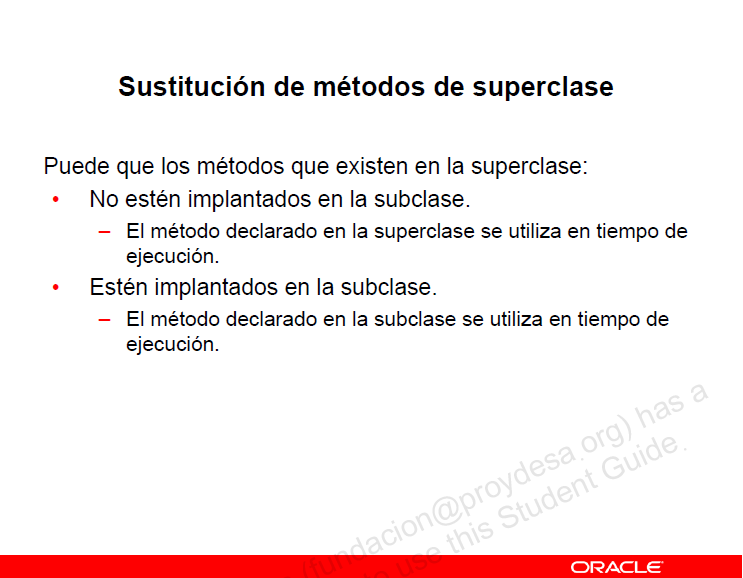 Sustitución de métodos de superclase
Puede que los métodos que existen en la superclase:
• No estén implantados en la subclase.
– El método declarado en la superclase se utiliza en tiempo de
ejecución.
• Estén implantados en la subclase.
– El método declarado en la subclase se utiliza en tiempo de
ejecución.
(fundacion@proydesa.org) has a
use this Student Guide.
ORACLE